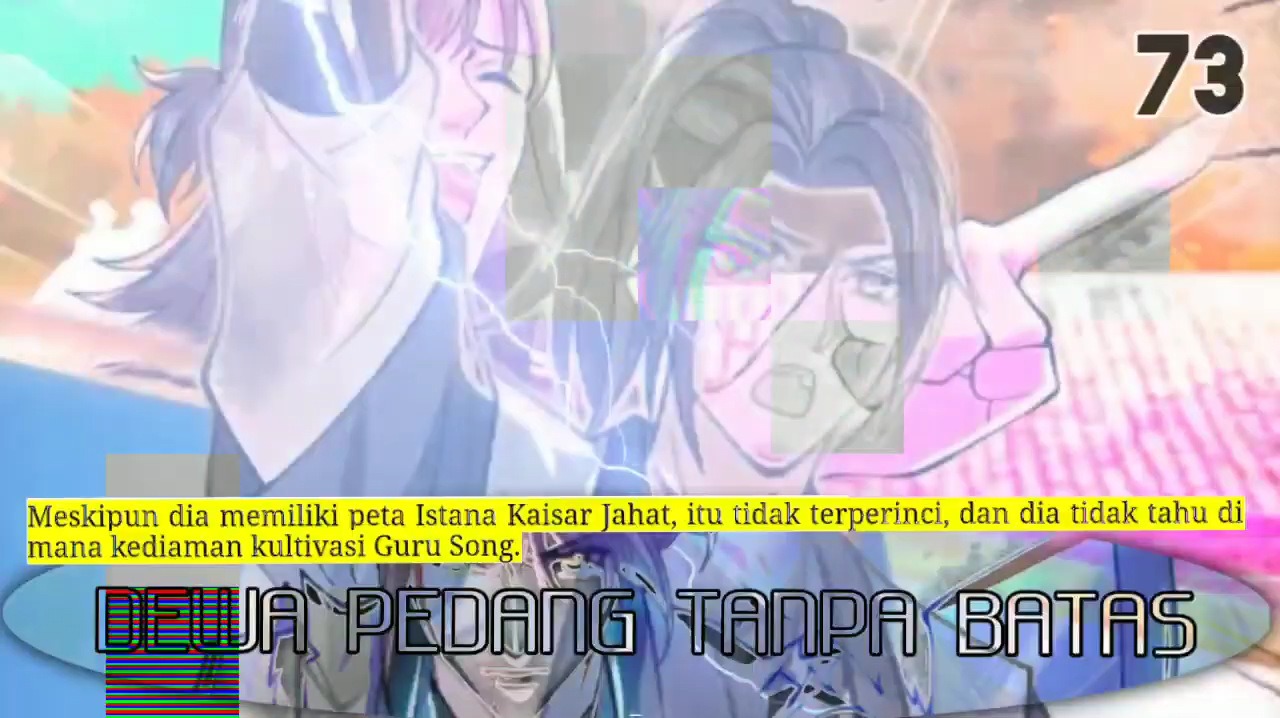 73
Meskipun dia memiliki peta Istana Kaisar Jahat, itu tidak terperinci, dan dia tidak tahu di
mana kediaman kultivasi Guru Song.
DEWA PEDANG TANPA BATAS